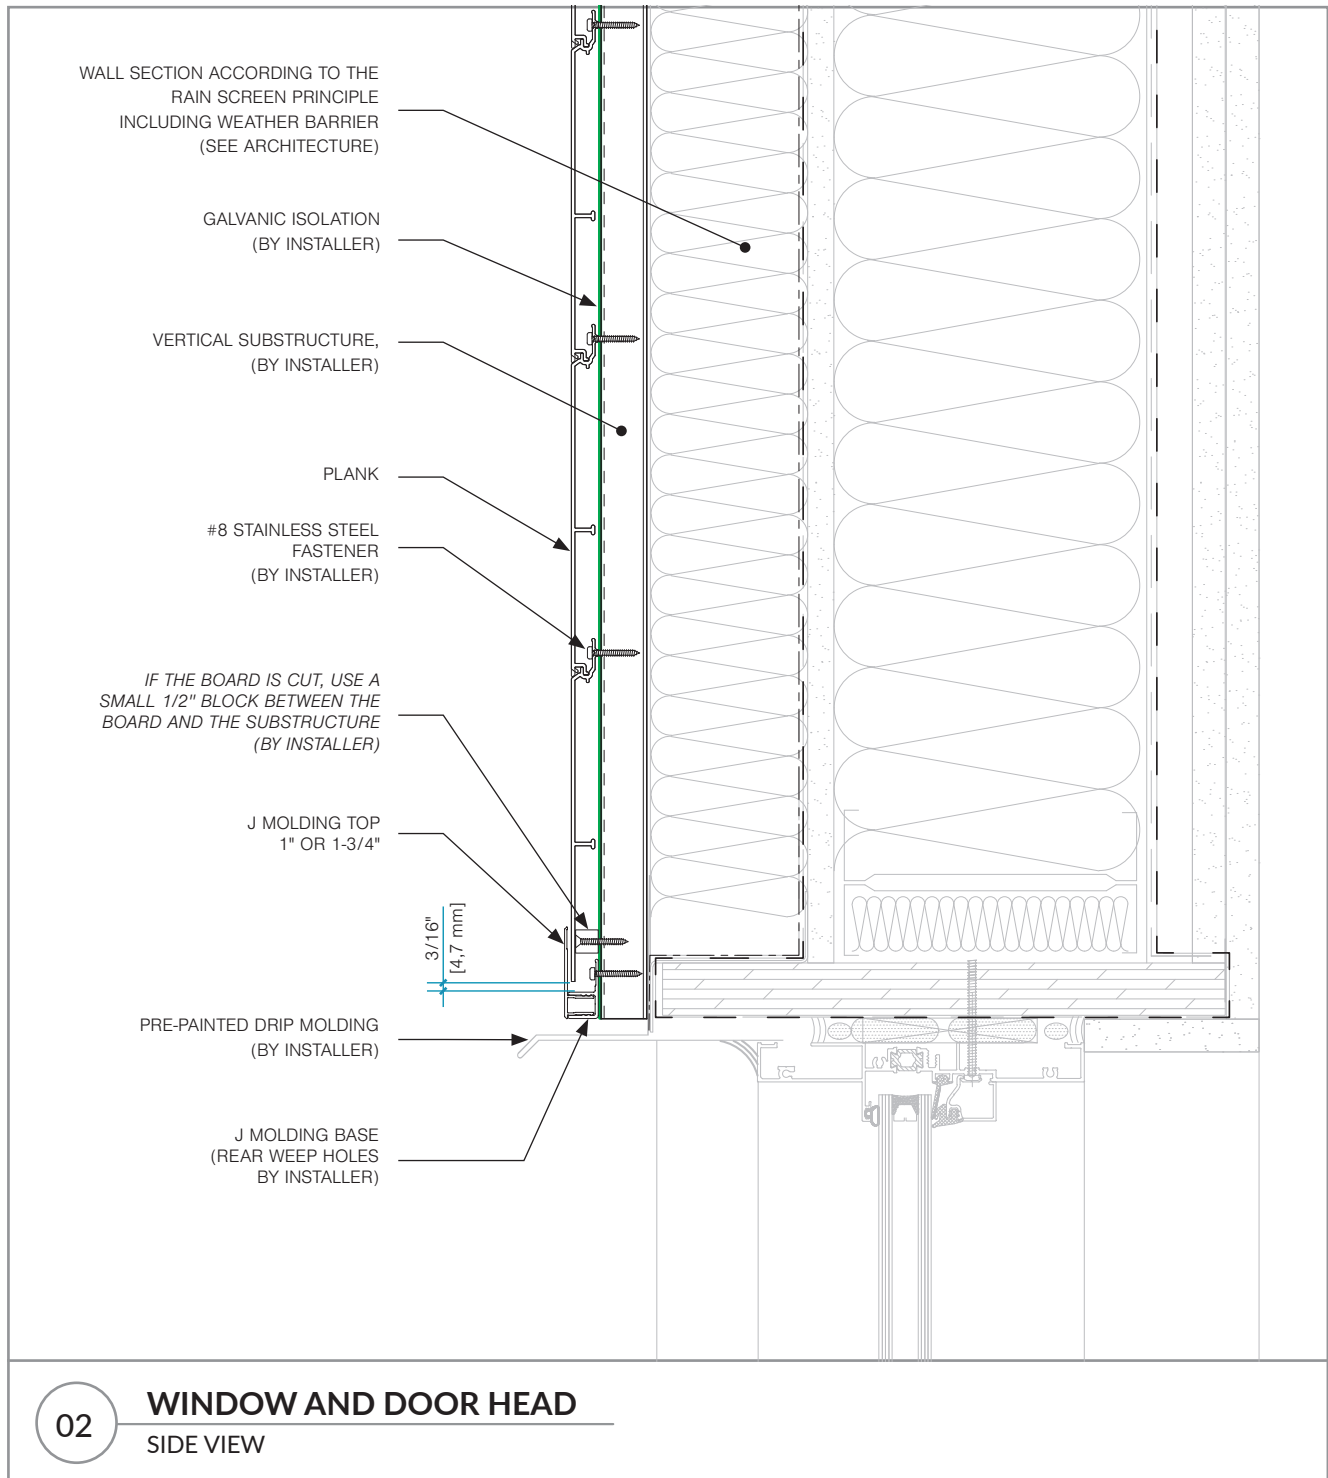 WALL SECTION ACCORDING TO THE
RAIN SCREEN PRINCIPLE
INCLUDING WEATHER BARRIER
(SEE ARCHITECTURE)
GALVANIC ISOLATION
(BY INSTALLER)
VERTICAL SUBSTRUCTURE,
(BY INSTALLER)
PLANK
#8 STAINLESS STEEL
FASTENER
(BY INSTALLER)
IF THE BOARD IS CUT, USE A
SMALL 1/2" BLOCK BETWEEN THE
BOARD AND THE SUBSTRUCTURE
(BY INSTALLER)
J MOLDING TOP
1" OR 1-3/4"
3/16"
[4,7 mm]
PRE-PAINTED DRIP MOLDING
(BY INSTALLER)
J MOLDING BASE
(REAR WEEP HOLES
BY INSTALLER)
02
WINDOW AND DOOR HEAD
SIDE VIEW